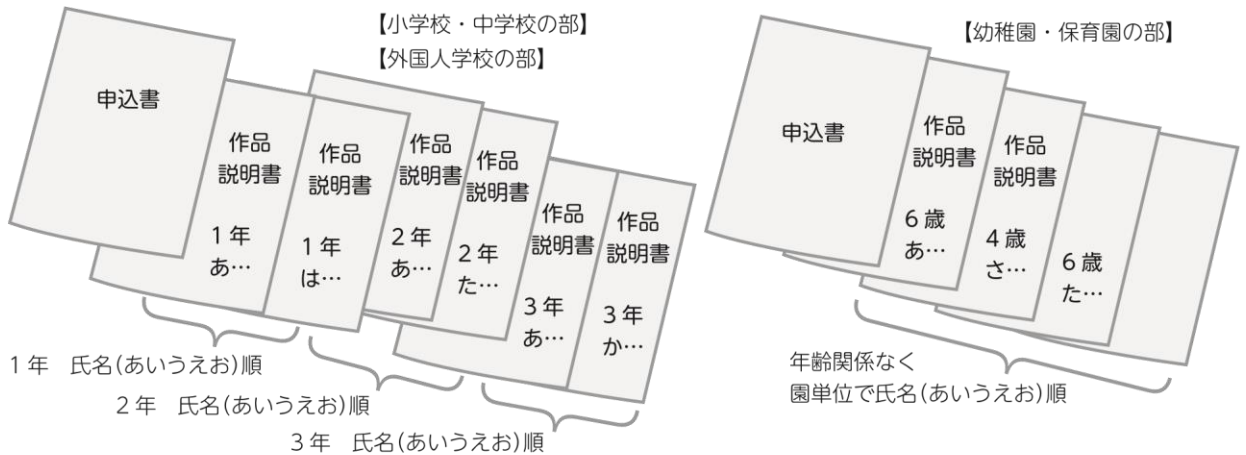 【小学校・中学校の部】
【外国人学校の部】
申込書
作品
説明書
1年
あ…
作品
説明書
1年
は…
作品
説明書
2年
あ…
作品
説明書
2年
た…
作品
説明書
3年
あ…
作品
説明書
3年
か…
1年　氏名(あいうえお)順
2年　氏名(あいうえお)順
3年　氏名(あいうえお)順
【幼稚園・保育園の部】
申込書
作品
説明書
6歳
あ…
作品
説明書
4歳
さ…
6歳
た…
年齢関係なく
園単位で氏名(あいうえお)順